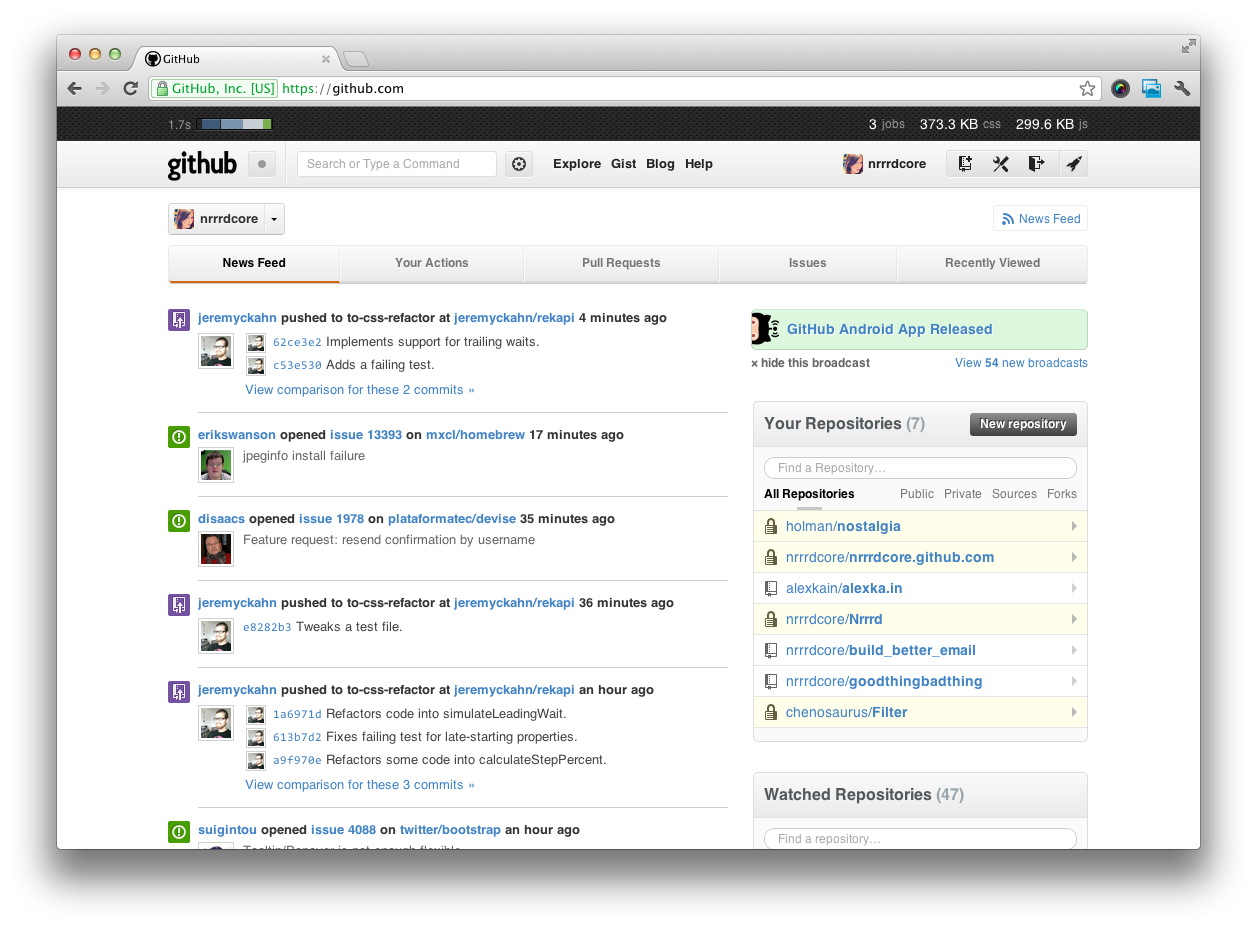 GitHub
GitHub, Inc. [US] https://github.com
1.7s
3 jobs 373.3 KB css 299.6 KB js
github
Search or Type a Command
Explore Gist Blog Help
nrrrdcore
nrrrdcore
News Feed
News Feed Your Actions Pull Requests Issues Recently Viewed
jeremyckahn pushed to to-css-refactor at jeremyckahn/rekapi 4 minutes ago
62ce3e2 Implements support for trailing waits.
c53e530 Adds a failing test.
View comparison for these 2 commits »
erikswanson opened issue 13393 on mxcl/homebrew 17 minutes ago
jpeginfo install failure
disaacs opened issue 1978 on plataformatec/devise 35 minutes ago
Feature request: resend confirmation by username
jeremyckahn pushed to to-css-refactor at jeremyckahn/rekapi 36 minutes ago
e8282b3 Tweaks a test file.
jeremyckahn pushed to to-css-refactor at jeremyckahn/rekapi an hour ago
1a6971d Refactors code into simulateLeadingWait.
613b7d2 Fixes failing test for late-starting properties.
a9f970e Refactors some code into calculateStepPercent.
View comparison for these 3 commits »
suigintou opened issue 4088 on twitter/bootstrap an hour ago
Tooltip/Popover is not enough flexible
GitHub Android App Released
× hide this broadcast View 54 new broadcasts
Your Repositories (7) New repository
Find a Repository…
All Repositories Public Private Sources Forks
holman/nostalgia
nrrrdcore/nrrrdcore.github.com
alexkain/alexka.in
nrrrdcore/Nrrrd
nrrrdcore/build_better_email
nrrrdcore/goodthingbadthing
chenosaurus/Filter
Watched Repositories (47)
Find a repository…